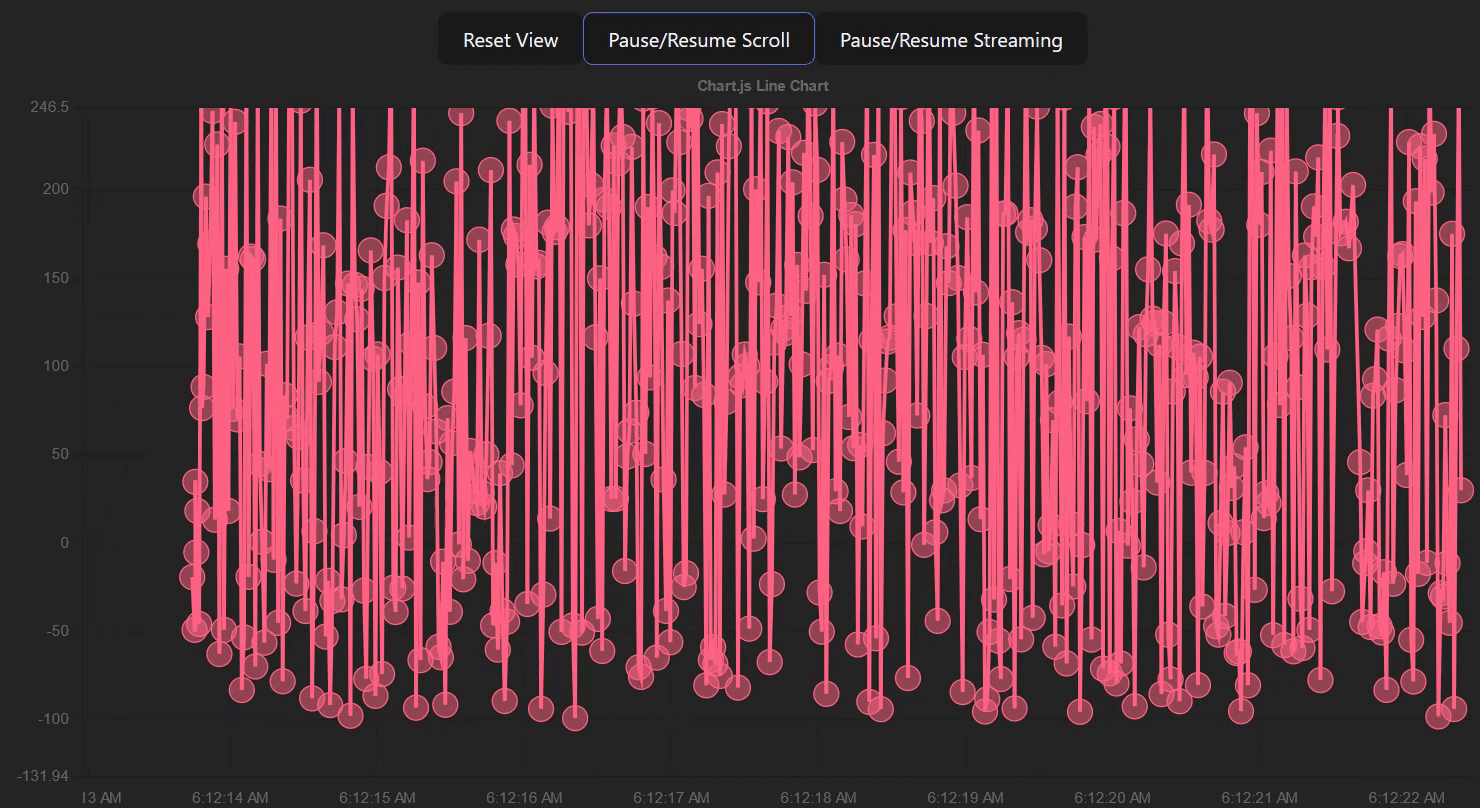 Reset View
Pause/Resume Scroll
Pause/Resume Streaming
Chart.js Line Chart
246.5
200
150
100
50
0
-50
-100
-131.94
13 AM
6:12:14 AM
6:12:15 AM
6:12:16 AM
6:12:17 AM
6:12:18 AM
6:12:19 AM
6:12:20 AM
6:12:21 AM
6:12:22 AM